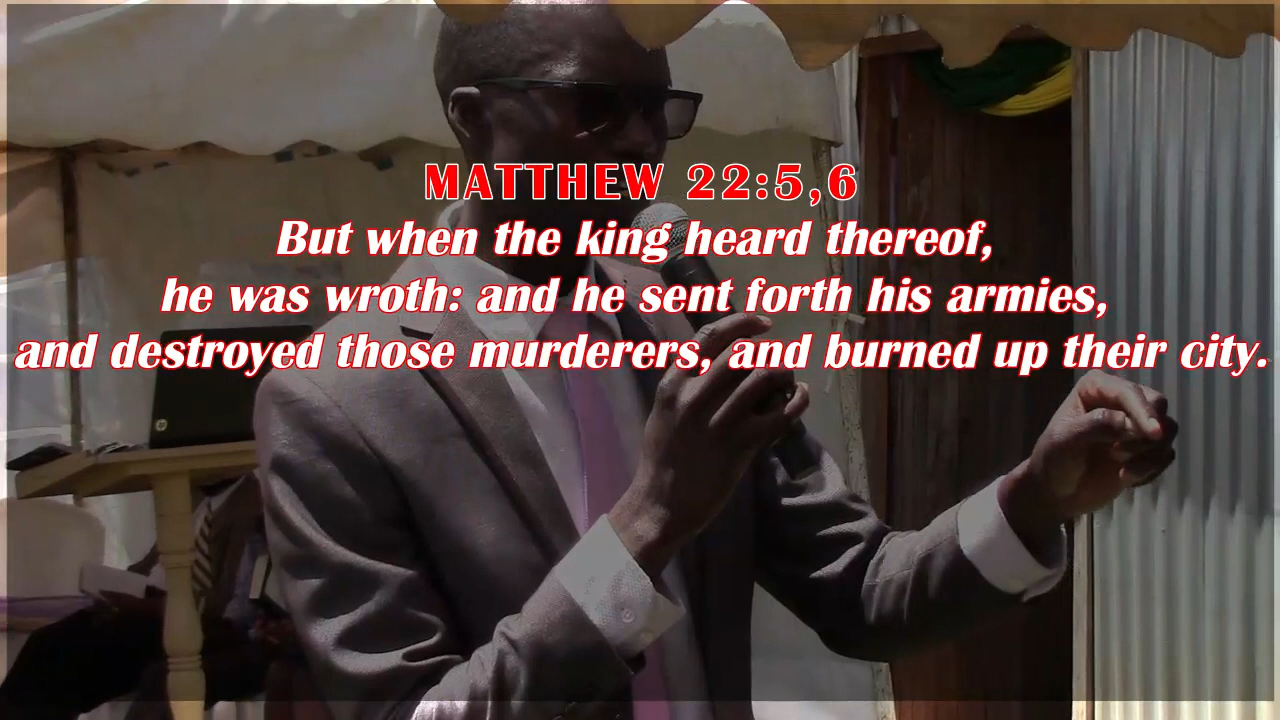 MATTHEW 22:5,6
But when the king heard thereof,
he was wroth: and he sent forth his armies,
and destroyed those murderers, and burned up their city.
hp